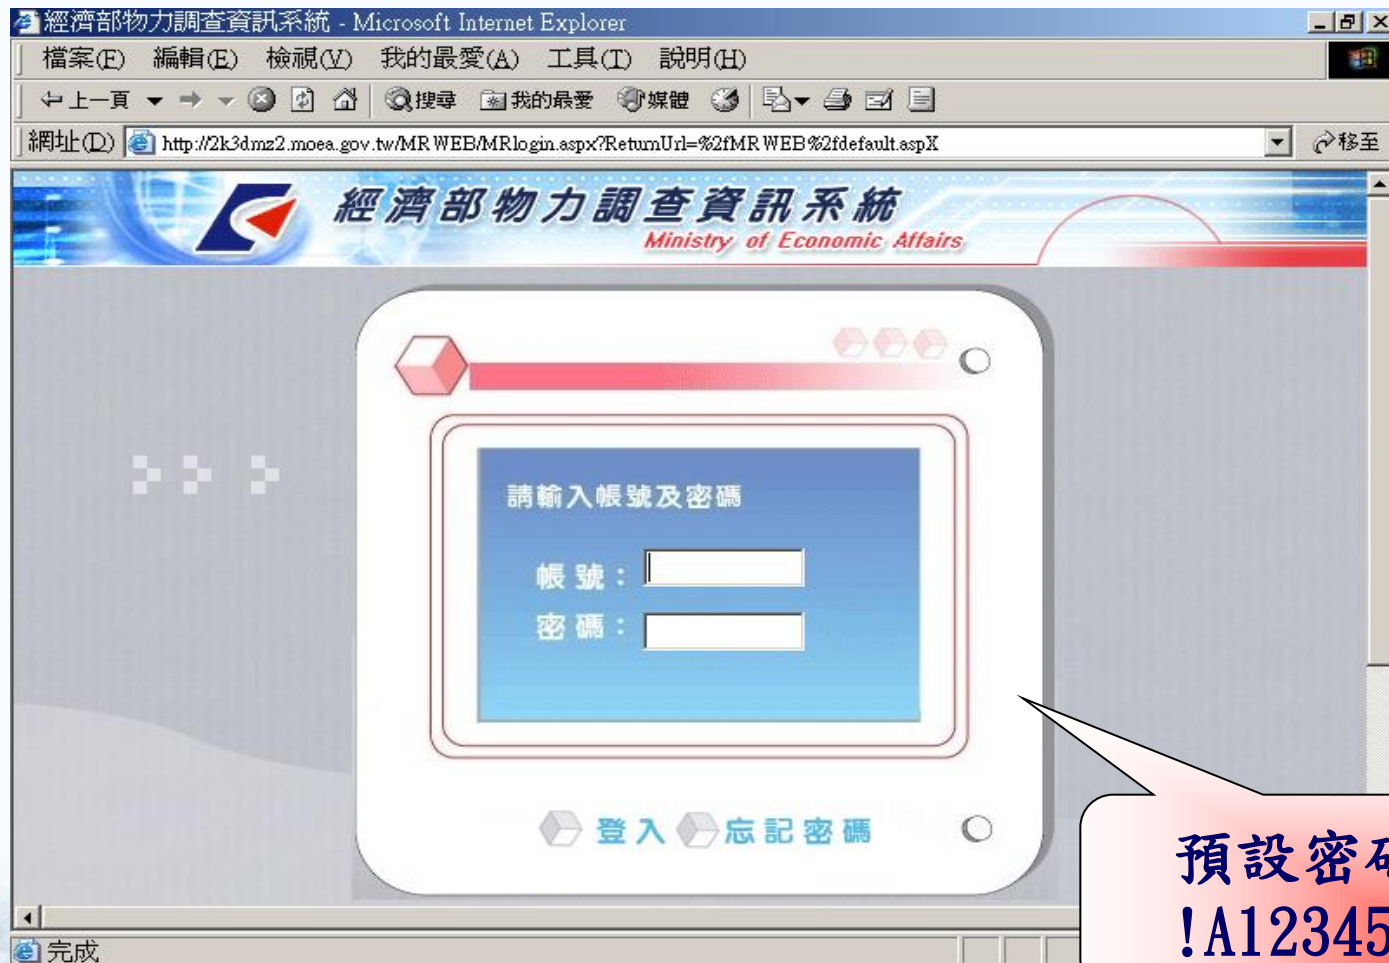 經濟部物力調查資訊系統 - Microsoft Internet Explorer
檔案(F) 編輯(E) 檢視(V) 我的最愛(A) 工具(T) 說明(H)
上一頁 搜尋 我的最愛 媒體
網址(D) http://2k3dmz2.moea.gov.tw/MRWEB/MRlogin.aspx?ReturnUrl=%2fMRWEB%2fdefault.aspX 移至
經濟部物力調查資訊系統
Ministry of Economic Affairs
請輸入帳號及密碼
帳號：
密碼：
登入 忘記密碼
預設密
!A12345
完成